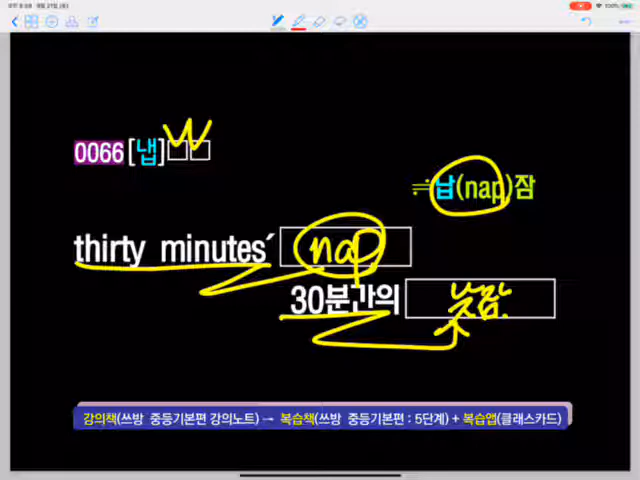 100%
0066[냅]□□
≒납(nap)잠
thirty minutes´ nap
30분간의 낮잠
강의책(쓰방 중등기본편 강의노트) → 복습책(쓰방 중등기본편 : 5단계) + 복습앱(클래스카드)